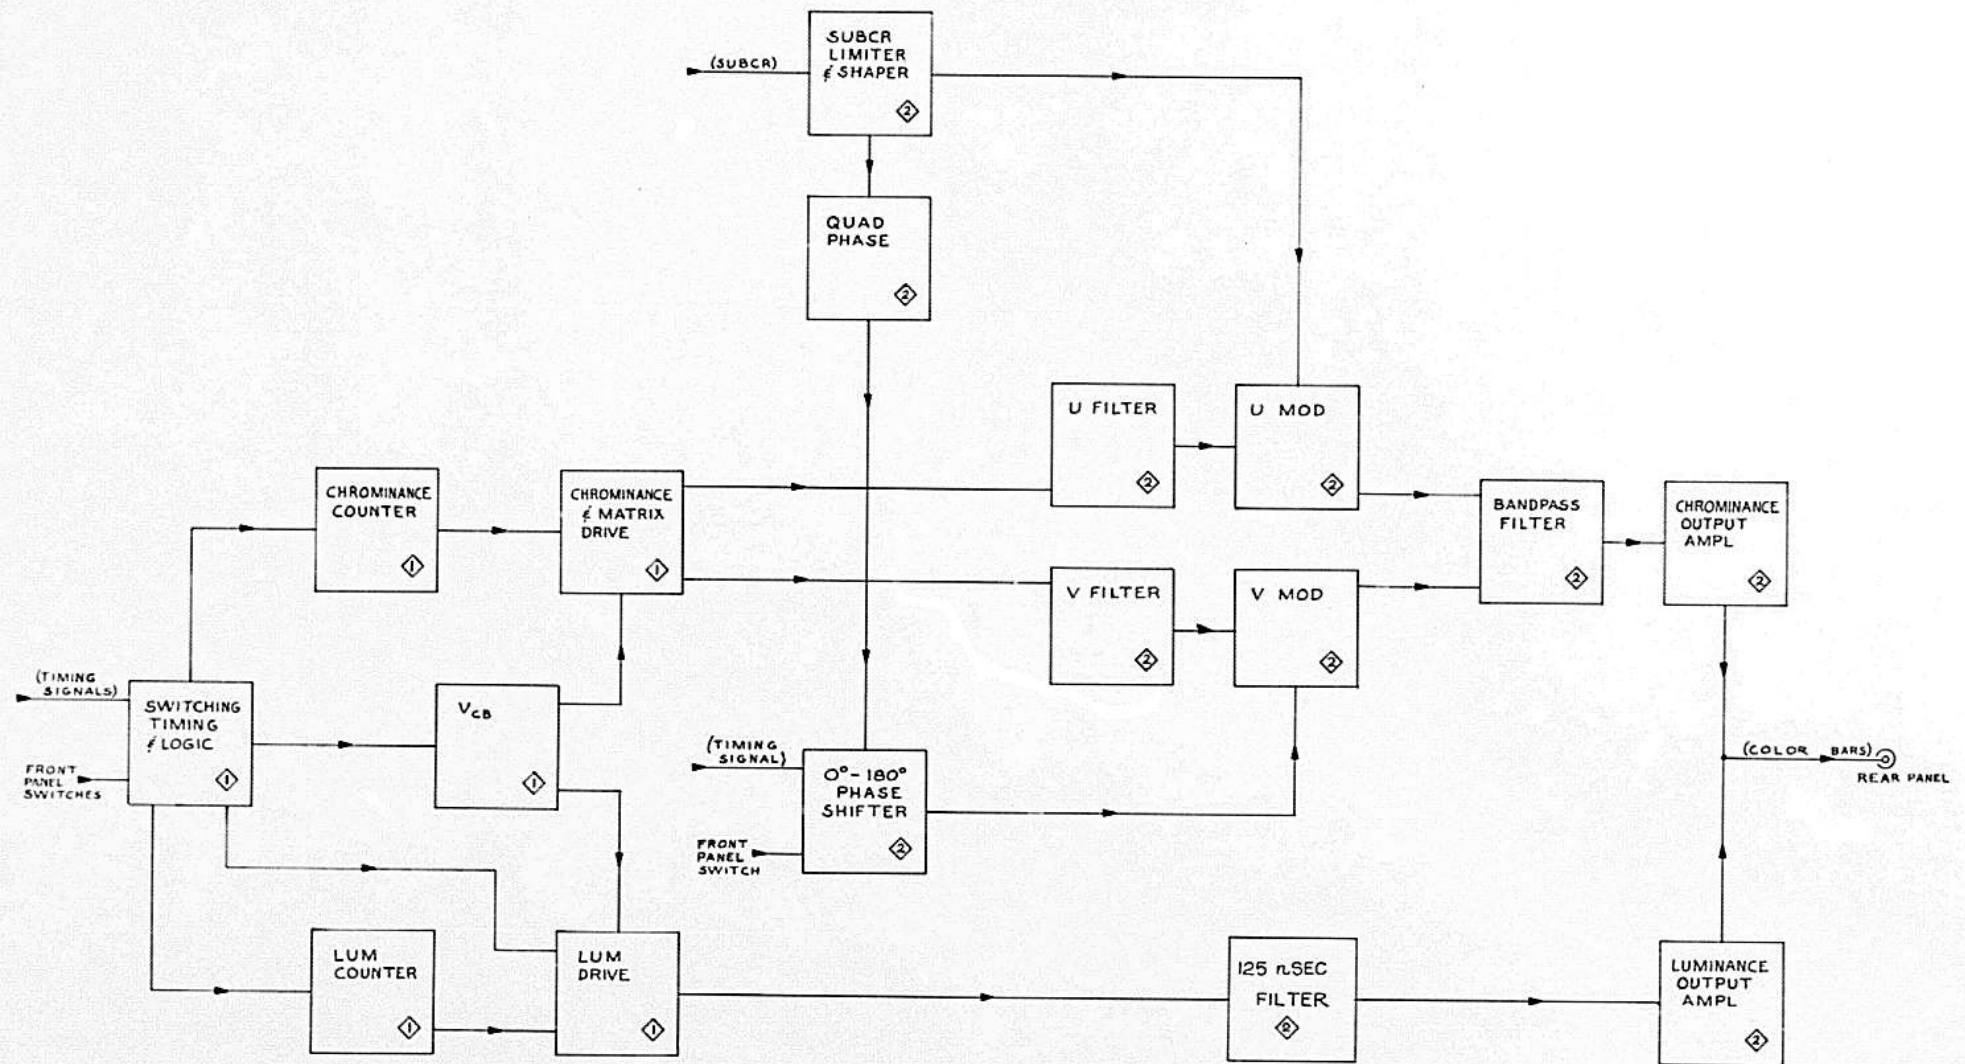 (SUBCR)
SUBCR
LIMITER
& SHAPER
2
QUAD
PHASE
2
U FILTER
2
U MOD
2
CHROMINANCE
COUNTER
1
CHROMINANCE
& MATRIX
DRIVE
1
BANDPASS
FILTER
2
CHROMINANCE
OUTPUT
AMPL
2
V FILTER
2
V MOD
2
(TIMING
SIGNALS)
SWITCHING
TIMING
& LOGIC
1
FRONT
PANEL
SWITCHES
VCB
1
(TIMING
SIGNAL)
0°-180°
PHASE
SHIFTER
2
FRONT
PANEL
SWITCH
(COLOR BARS)
REAR PANEL
LUM
COUNTER
1
LUM
DRIVE
1
125 nSEC
FILTER
2
LUMINANCE
OUTPUT
AMPL
2